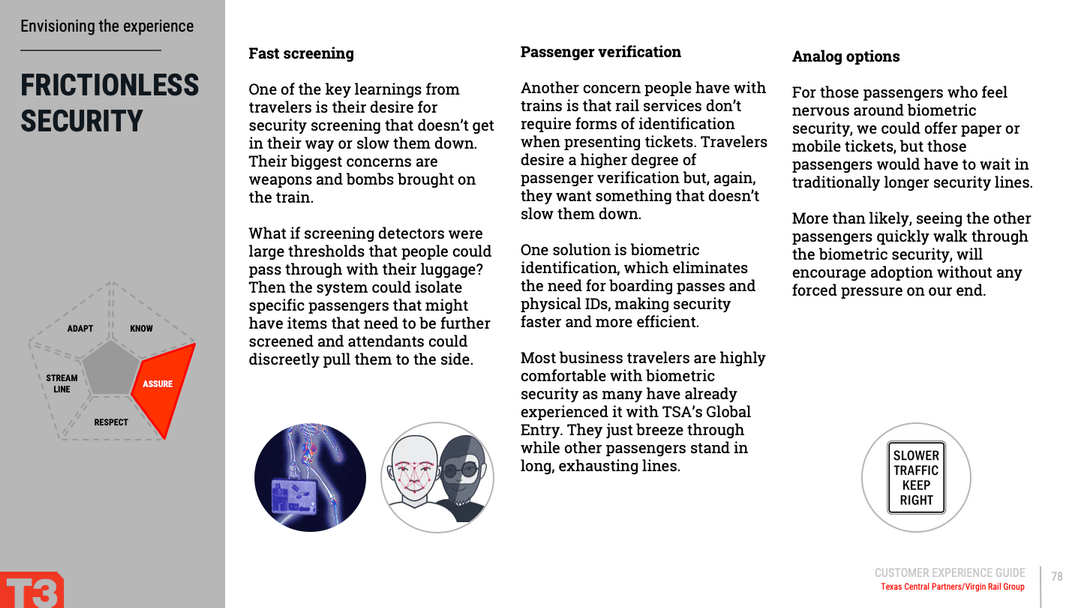 Envisioning the experience
FRICTIONLESS
SECURITY
ADAPT
KNOW
STREAM
LINE
ASSURE
RESPECT
T3
Fast screening
One of the key learnings from
travelers is their desire for
security screening that doesn’t get
in their way or slow them down.
Their biggest concerns are
weapons and bombs brought on
the train.
What if screening detectors were
large thresholds that people could
pass through with their luggage?
Then the system could isolate
specific passengers that might
have items that need to be further
screened and attendants could
discreetly pull them to the side.
Passenger verification
Another concern people have with
trains is that rail services don’t
require forms of identification
when presenting tickets. Travelers
desire a higher degree of
passenger verification but, again,
they want something that doesn’t
slow them down.
One solution is biometric
identification, which eliminates
the need for boarding passes and
physical IDs, making security
faster and more efficient.
Most business travelers are highly
comfortable with biometric
security as many have already
experienced it with TSA’s Global
Entry. They just breeze through
while other passengers stand in
long, exhausting lines.
Analog options
For those passengers who feel
nervous around biometric
security, we could offer paper or
mobile tickets, but those
passengers would have to wait in
traditionally longer security lines.
More than likely, seeing the other
passengers quickly walk through
the biometric security, will
encourage adoption without any
forced pressure on our end.
SLOWER
TRAFFIC
KEEP
RIGHT
CUSTOMER EXPERIENCE GUIDE
Texas Central Partners/Virgin Rail Group
78